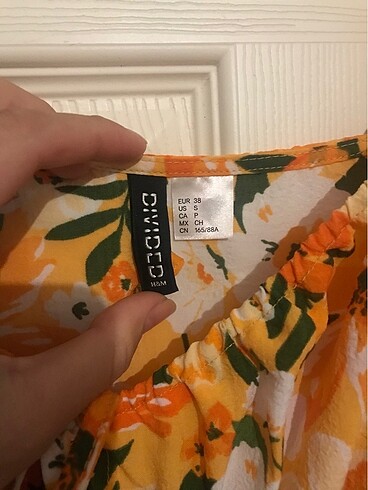 DIVIDED
H&M
EUR 38
US S
CA P
MX CH
CN 165/88A